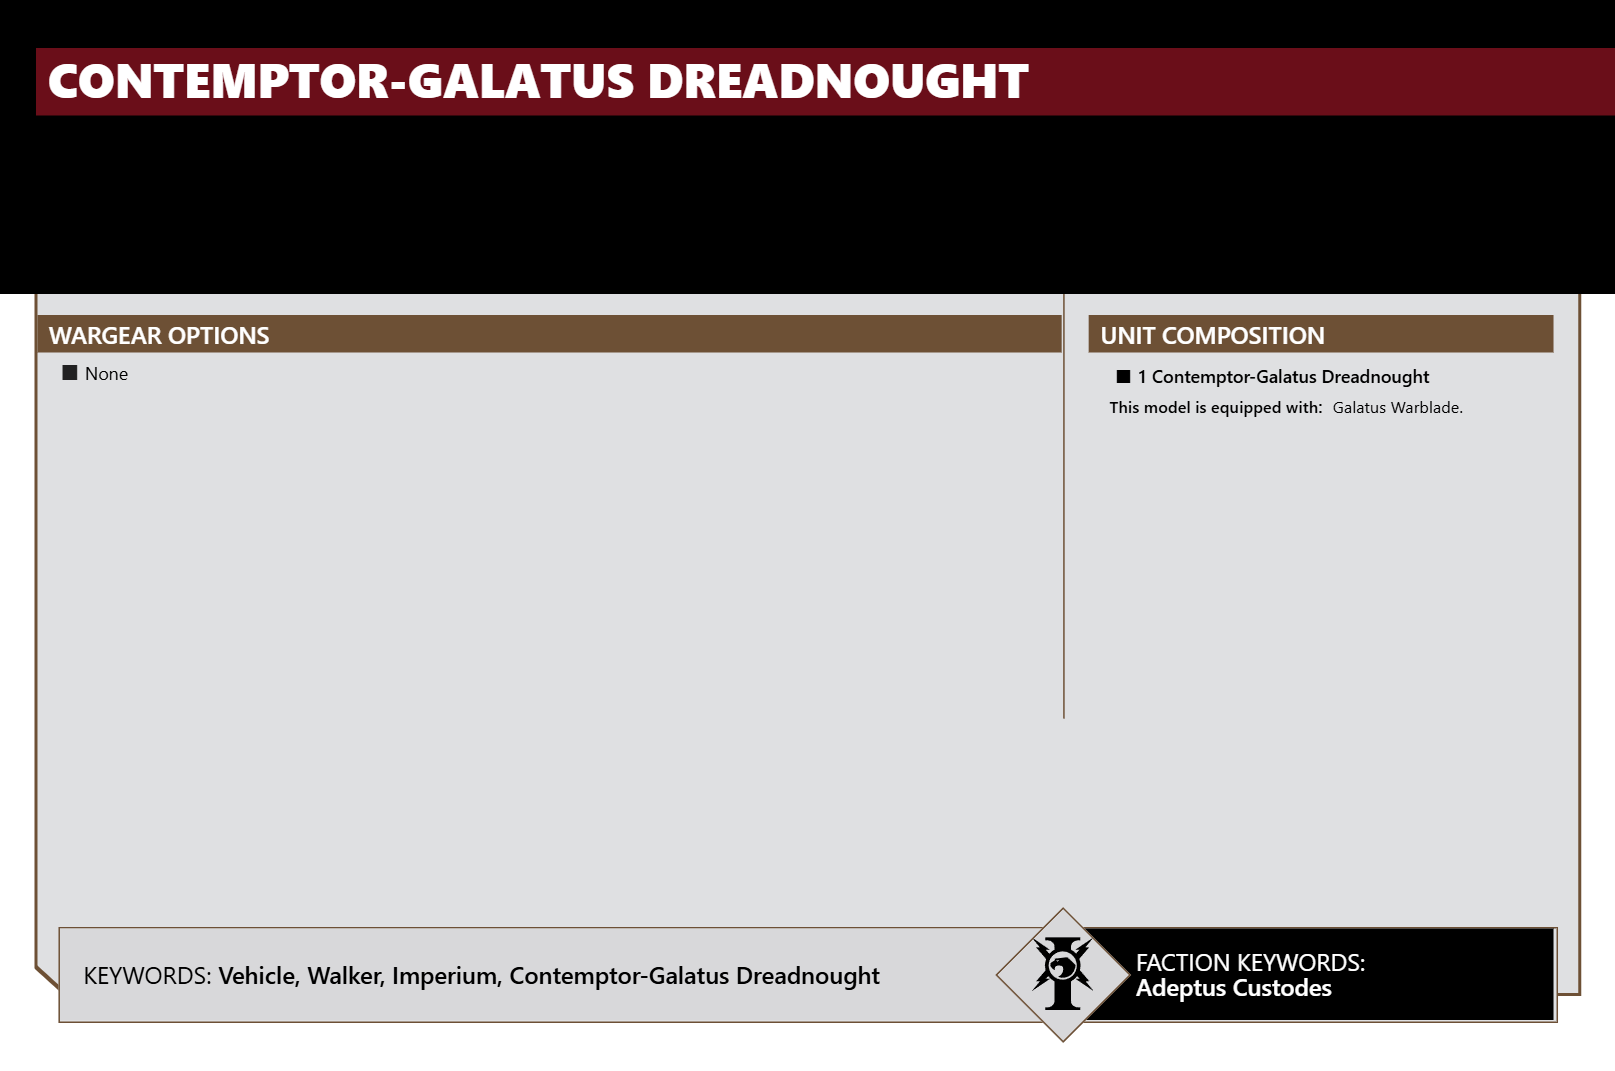 CONTEMPTOR-GALATUS DREADNOUGHT
WARGEAR OPTIONS
■ None
UNIT COMPOSITION
■ 1 Contemptor-Galatus Dreadnought
This model is equipped with: Galatus Warblade.
KEYWORDS: Vehicle, Walker, Imperium, Contemptor-Galatus Dreadnought
FACTION KEYWORDS:
Adeptus Custodes